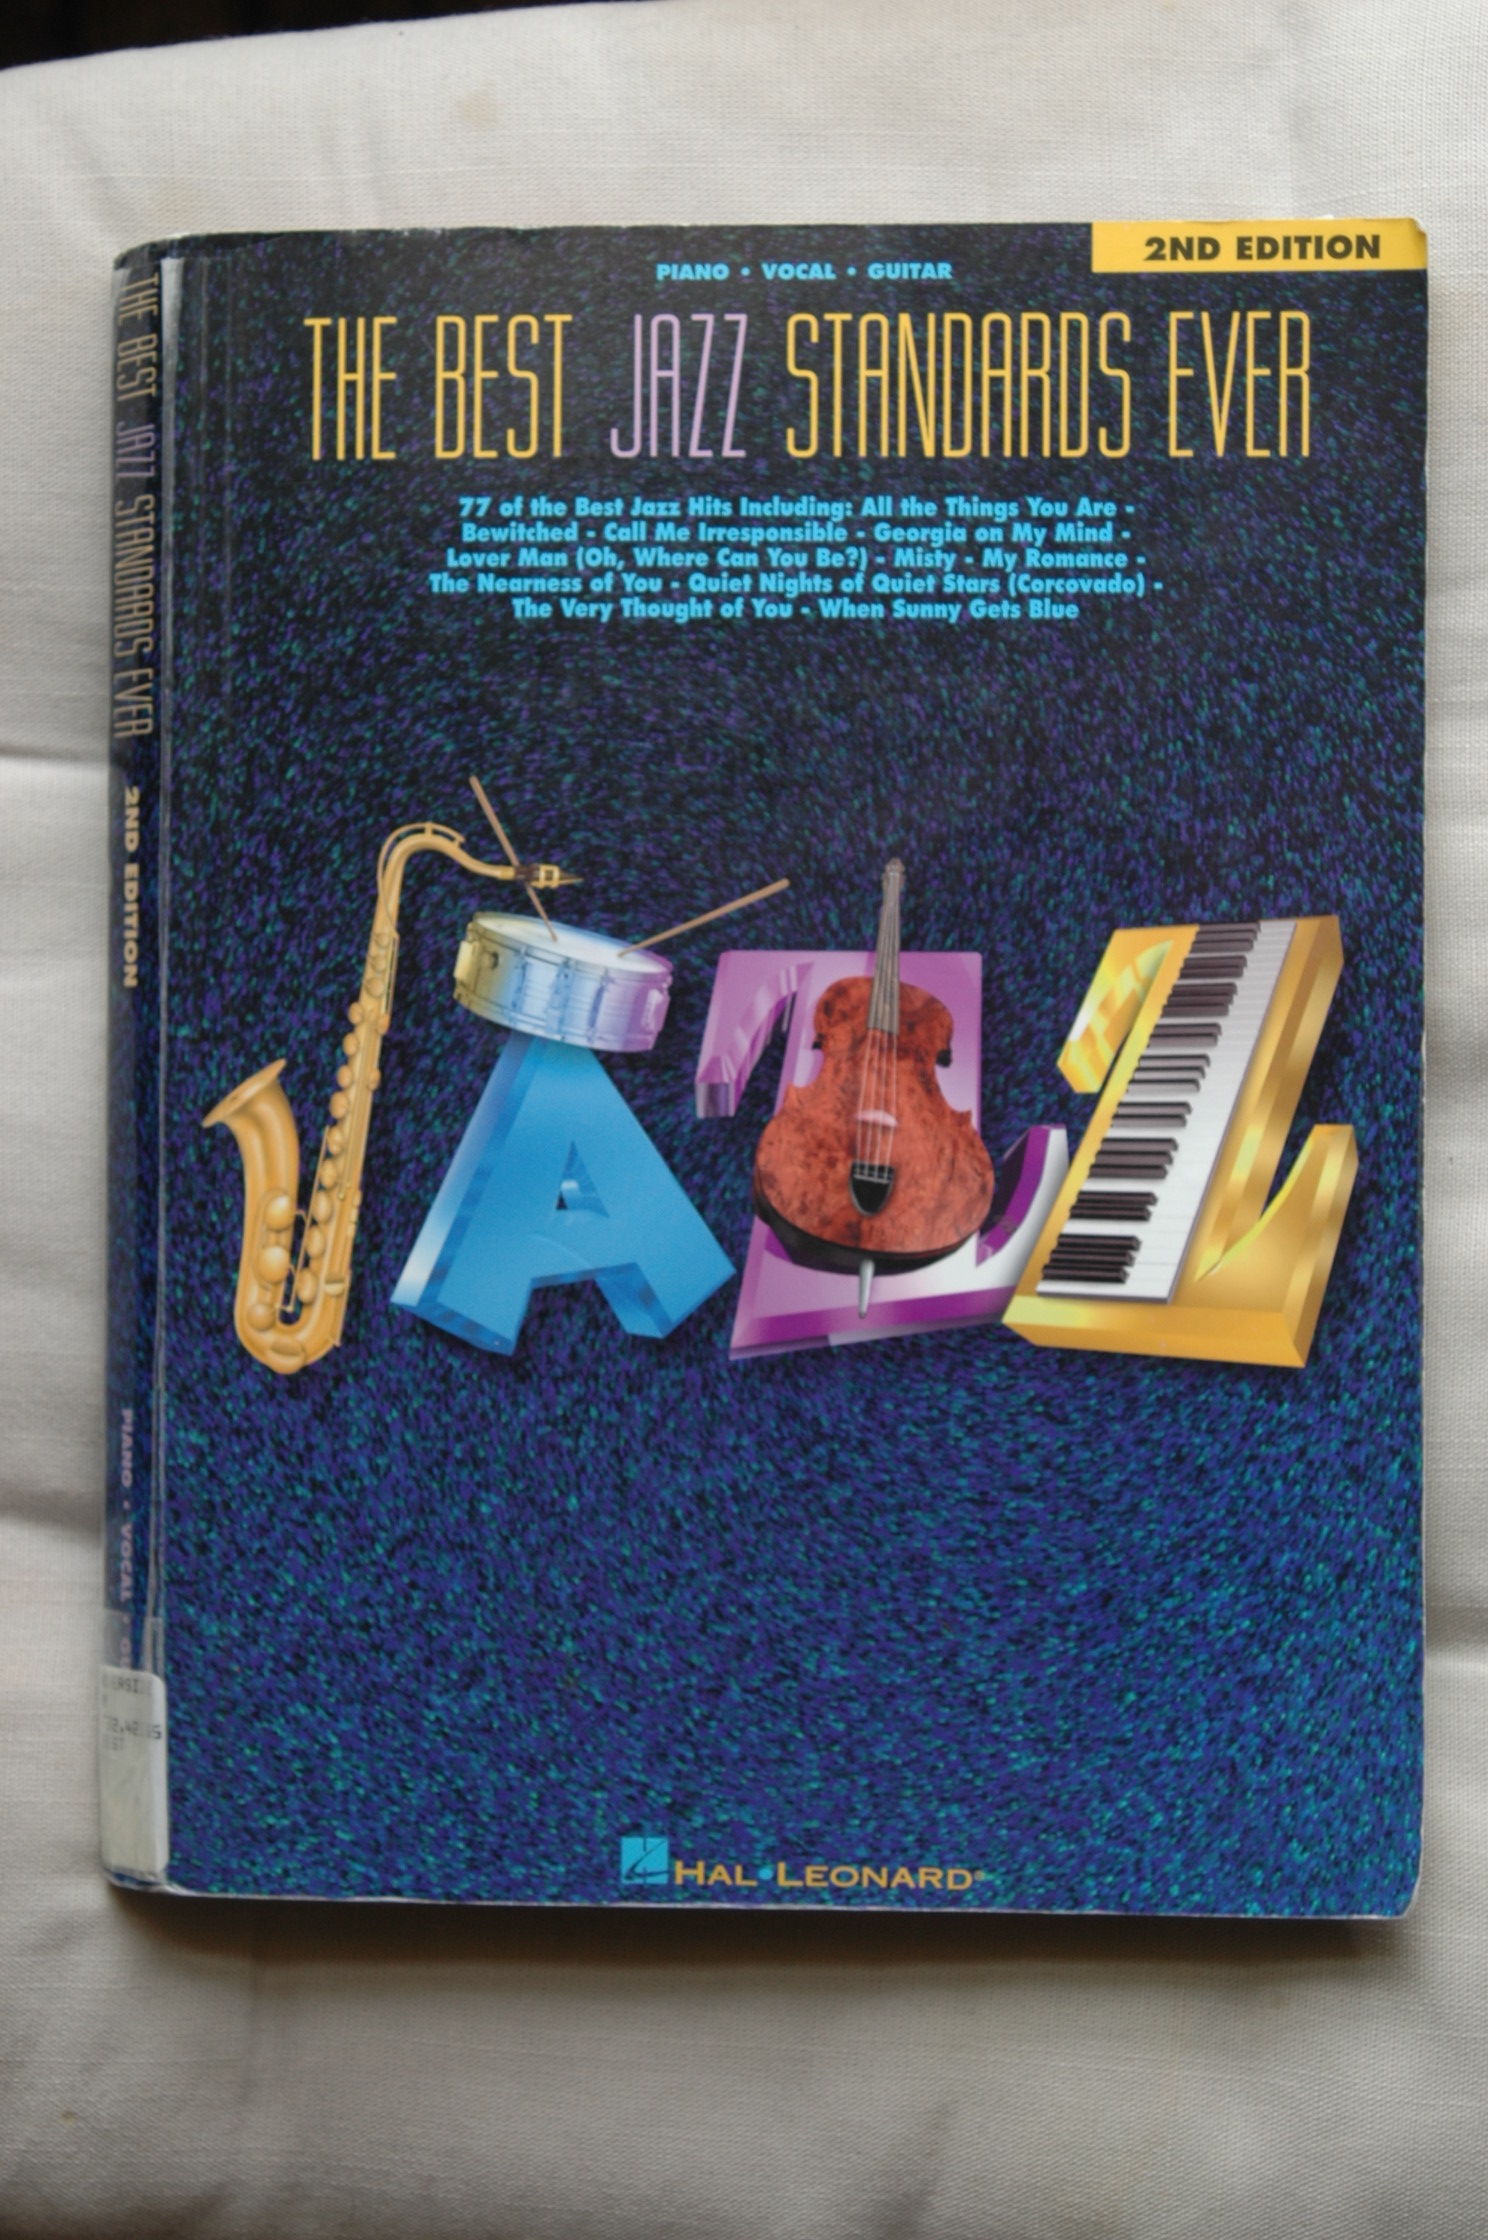 2ND EDITION
PIANO • VOCAL • GUITAR
THE BEST JAZZ STANDARDS EVER
77 of the Best Jazz Hits Including: All the Things You Are -
Bewitched - Call Me Irresponsible - Georgia on My Mind -
Lover Man (Oh, Where Can You Be?) - Misty - My Romance -
The Nearness of You - Quiet Nights of Quiet Stars (Corcovado) -
The Very Thought of You - When Sunny Gets Blue
JAZZ
HAL•LEONARD®
THE BEST JAZZ STANDARDS EVER
2ND EDITION
PIANO • VOCAL •